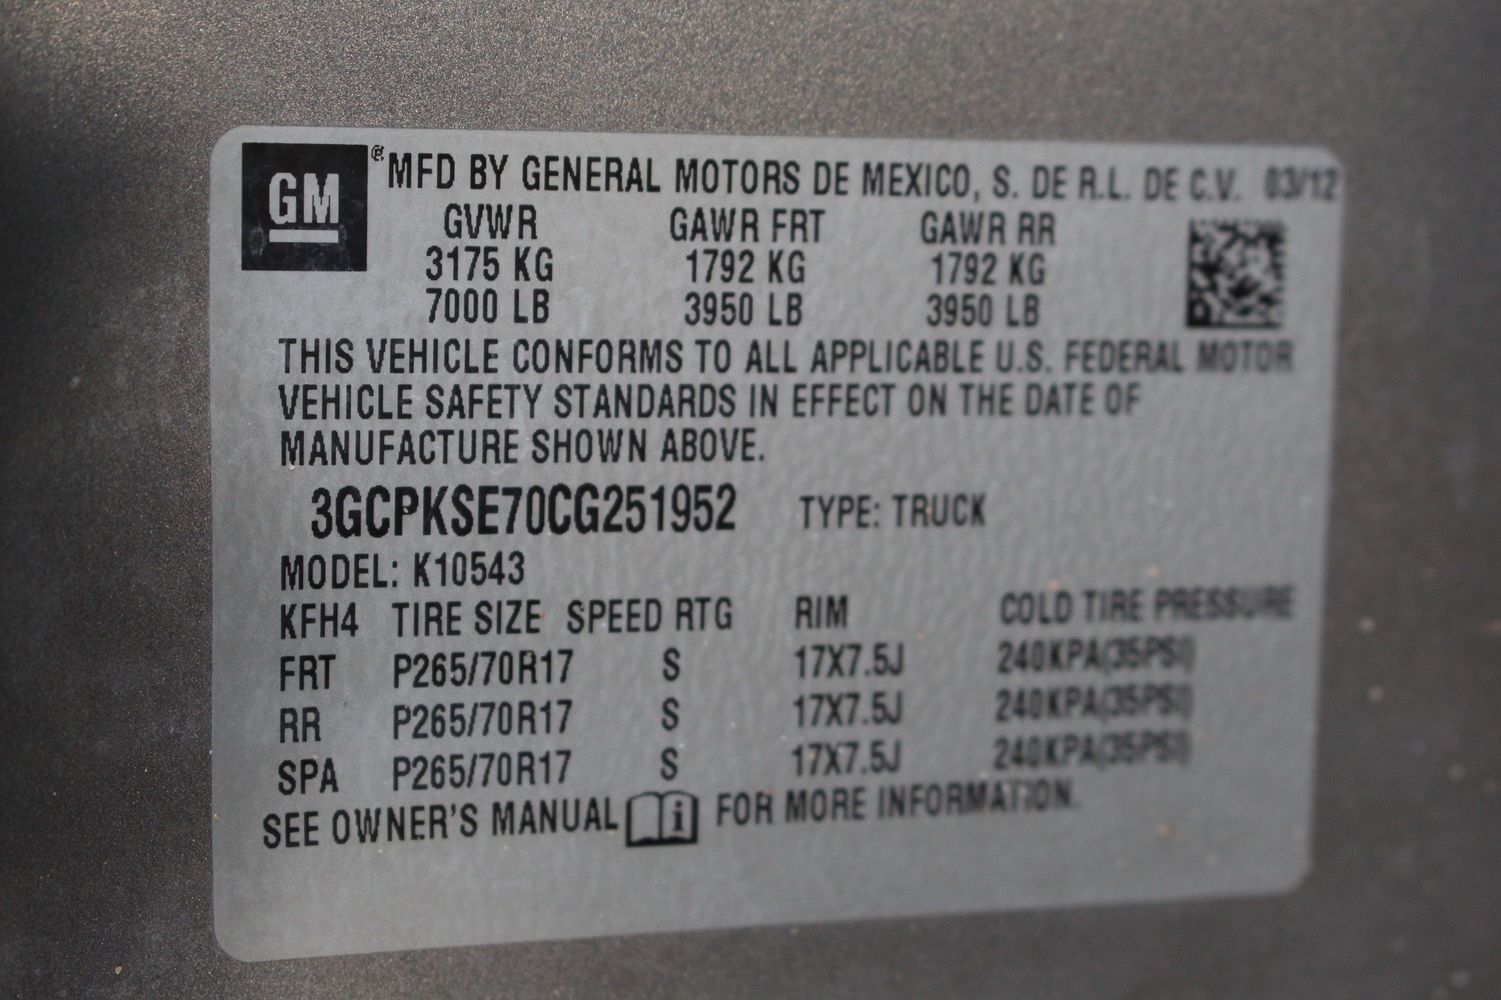 GM ® MFD BY GENERAL MOTORS DE MEXICO, S. DE R.L. DE C.V. 03/12
GVWR GAWR FRT GAWR RR
3175 KG 1792 KG 1792 KG
7000 LB 3950 LB 3950 LB
THIS VEHICLE CONFORMS TO ALL APPLICABLE U.S. FEDERAL MOTOR
VEHICLE SAFETY STANDARDS IN EFFECT ON THE DATE OF
MANUFACTURE SHOWN ABOVE.
3GCPKSE70CG251952 TYPE: TRUCK
MODEL: K10543
KFH4 TIRE SIZE SPEED RTG RIM COLD TIRE PRESSURE
FRT P265/70R17 S 17X7.5J 240KPA(35PSI)
RR P265/70R17 S 17X7.5J 240KPA(35PSI)
SPA P265/70R17 S 17X7.5J 240KPA(35PSI)
SEE OWNER'S MANUAL i FOR MORE INFORMATION.